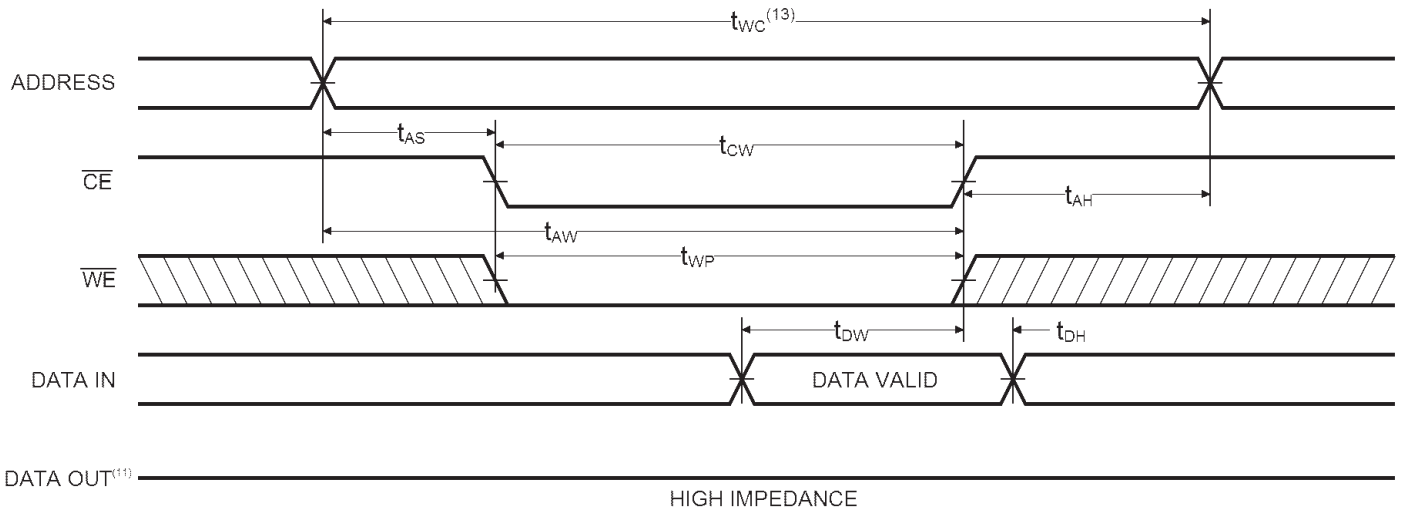 tWC(13)
ADDRESS
tAS
tCW
CE
tAH
tAW
tWP
WE
tDW
tDH
DATA IN
DATA VALID
DATA OUT(11)
HIGH IMPEDANCE